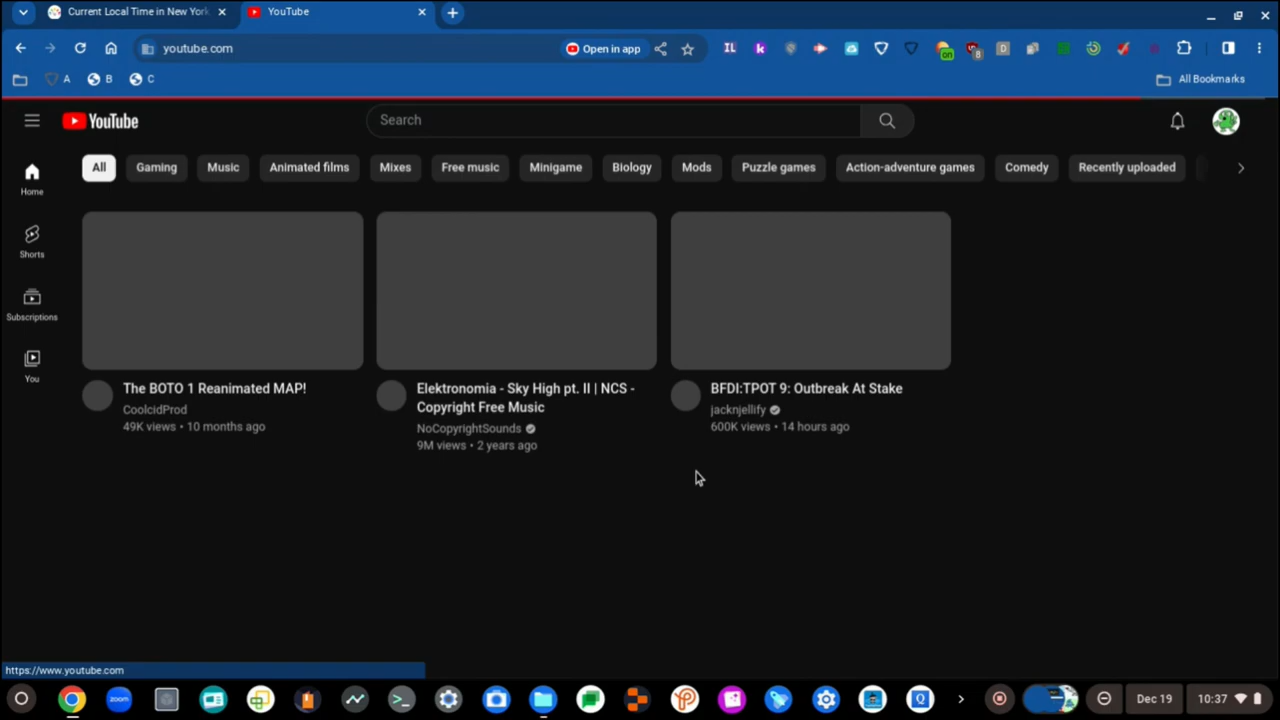 Current Local Time in New York
YouTube
youtube.com
Open in app
IL
k
on
8
D
A
B
C
All Bookmarks
YouTube
Search
All
Gaming
Music
Animated films
Mixes
Free music
Minigame
Biology
Mods
Puzzle games
Action-adventure games
Comedy
Recently uploaded
Home
Shorts
Subscriptions
You
The BOTO 1 Reanimated MAP!
CoolcidProd
49K views • 10 months ago
Elektronomia - Sky High pt. II | NCS -
Copyright Free Music
NoCopyrightSounds
9M views • 2 years ago
BFDI:TPOT 9: Outbreak At Stake
jacknjellify
600K views • 14 hours ago
https://www.youtube.com
zoom
Q
Dec 19
10:37